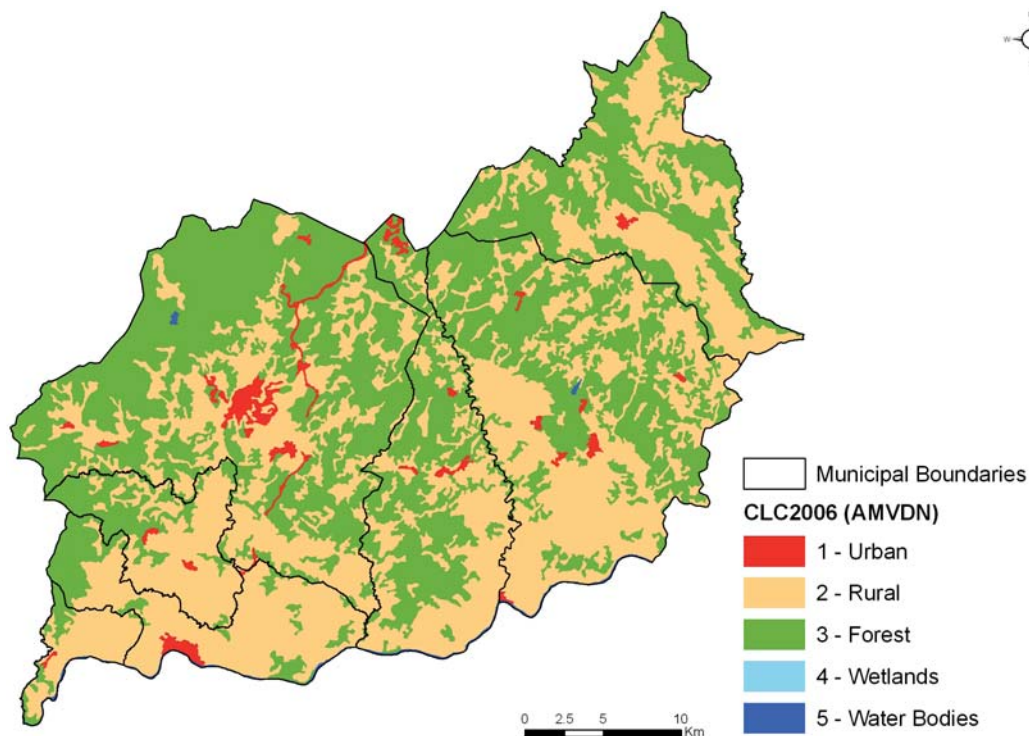 W
Municipal Boundaries
CLC2006 (AMVDN)
1 - Urban
2 - Rural
3 - Forest
4 - Wetlands
5 - Water Bodies
0 2.5 5 10
Km